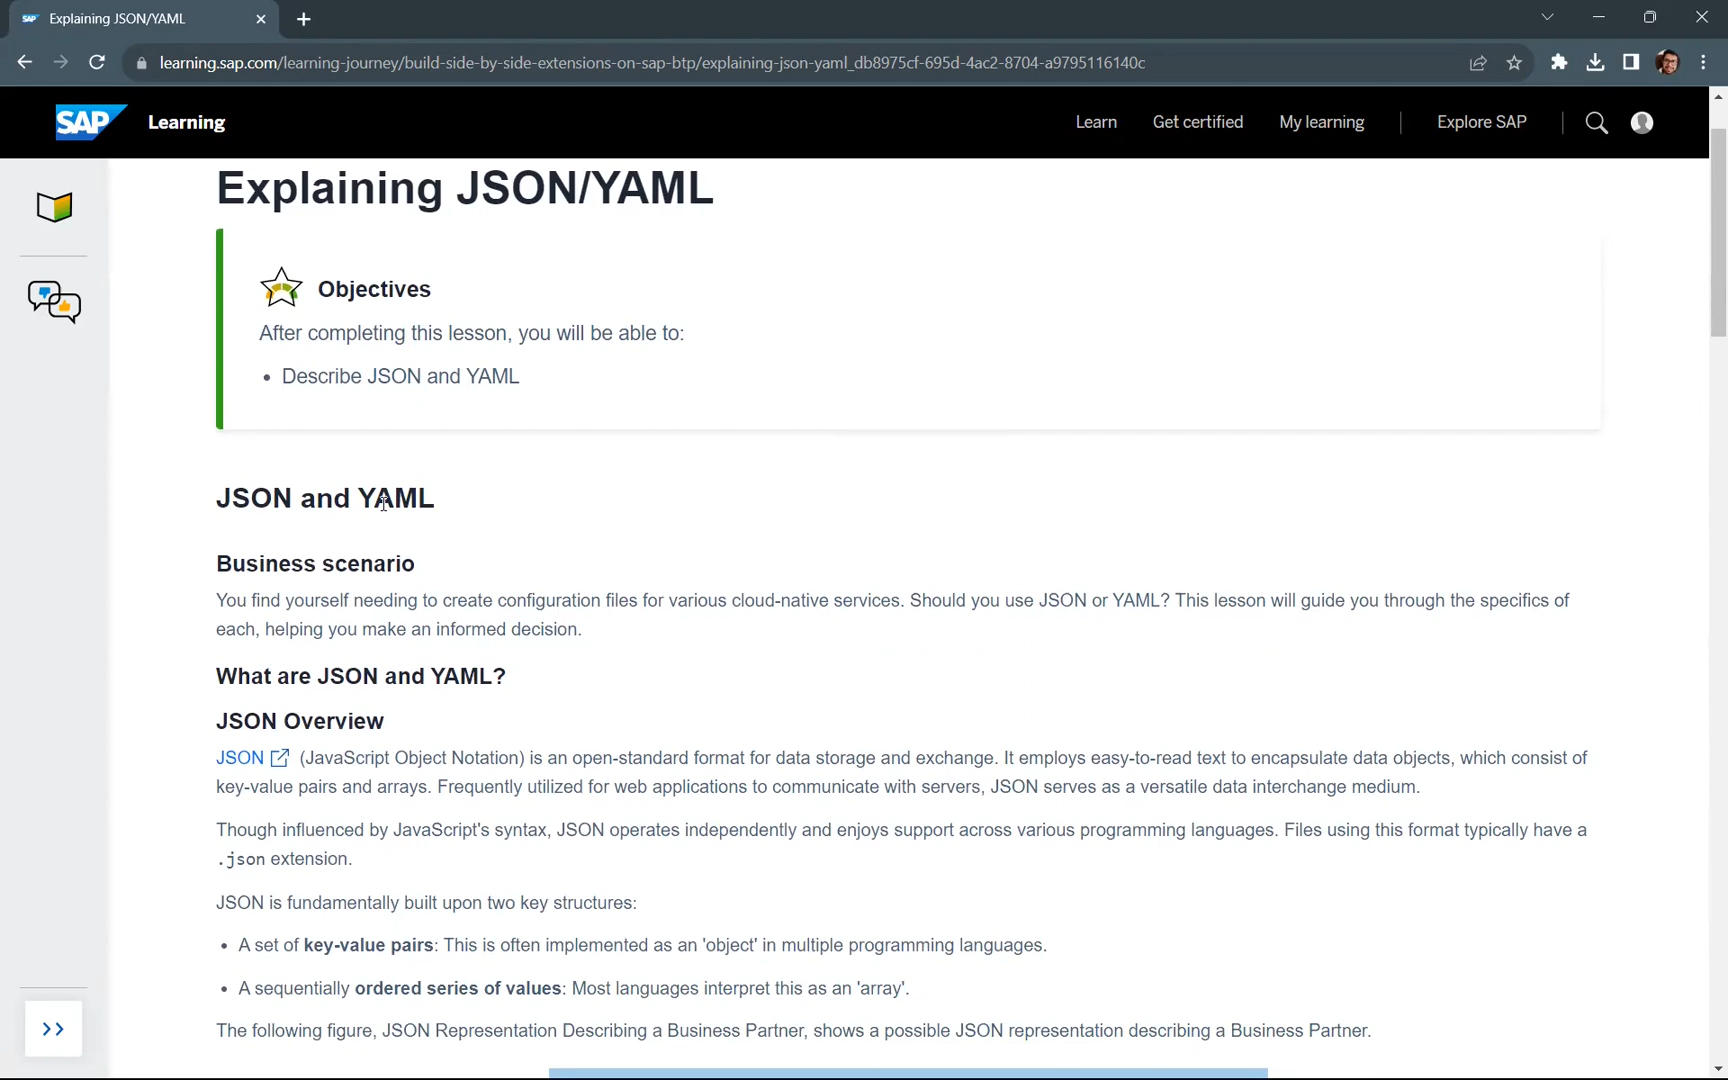 SAP Explaining JSON/YAML
learning.sap.com/learning-journey/build-side-by-side-extensions-on-sap-btp/explaining-json-yaml_db8975cf-695d-4ac2-8704-a9795116140c
SAP Learning Learn Get certified My learning Explore SAP
Explaining JSON/YAML
Objectives
After completing this lesson, you will be able to:
• Describe JSON and YAML
JSON and YAML
Business scenario
You find yourself needing to create configuration files for various cloud-native services. Should you use JSON or YAML? This lesson will guide you through the specifics of
each, helping you make an informed decision.
What are JSON and YAML?
JSON Overview
JSON (JavaScript Object Notation) is an open-standard format for data storage and exchange. It employs easy-to-read text to encapsulate data objects, which consist of
key-value pairs and arrays. Frequently utilized for web applications to communicate with servers, JSON serves as a versatile data interchange medium.
Though influenced by JavaScript's syntax, JSON operates independently and enjoys support across various programming languages. Files using this format typically have a
.json extension.
JSON is fundamentally built upon two key structures:
• A set of key-value pairs: This is often implemented as an 'object' in multiple programming languages.
• A sequentially ordered series of values: Most languages interpret this as an 'array'.
The following figure, JSON Representation Describing a Business Partner, shows a possible JSON representation describing a Business Partner.